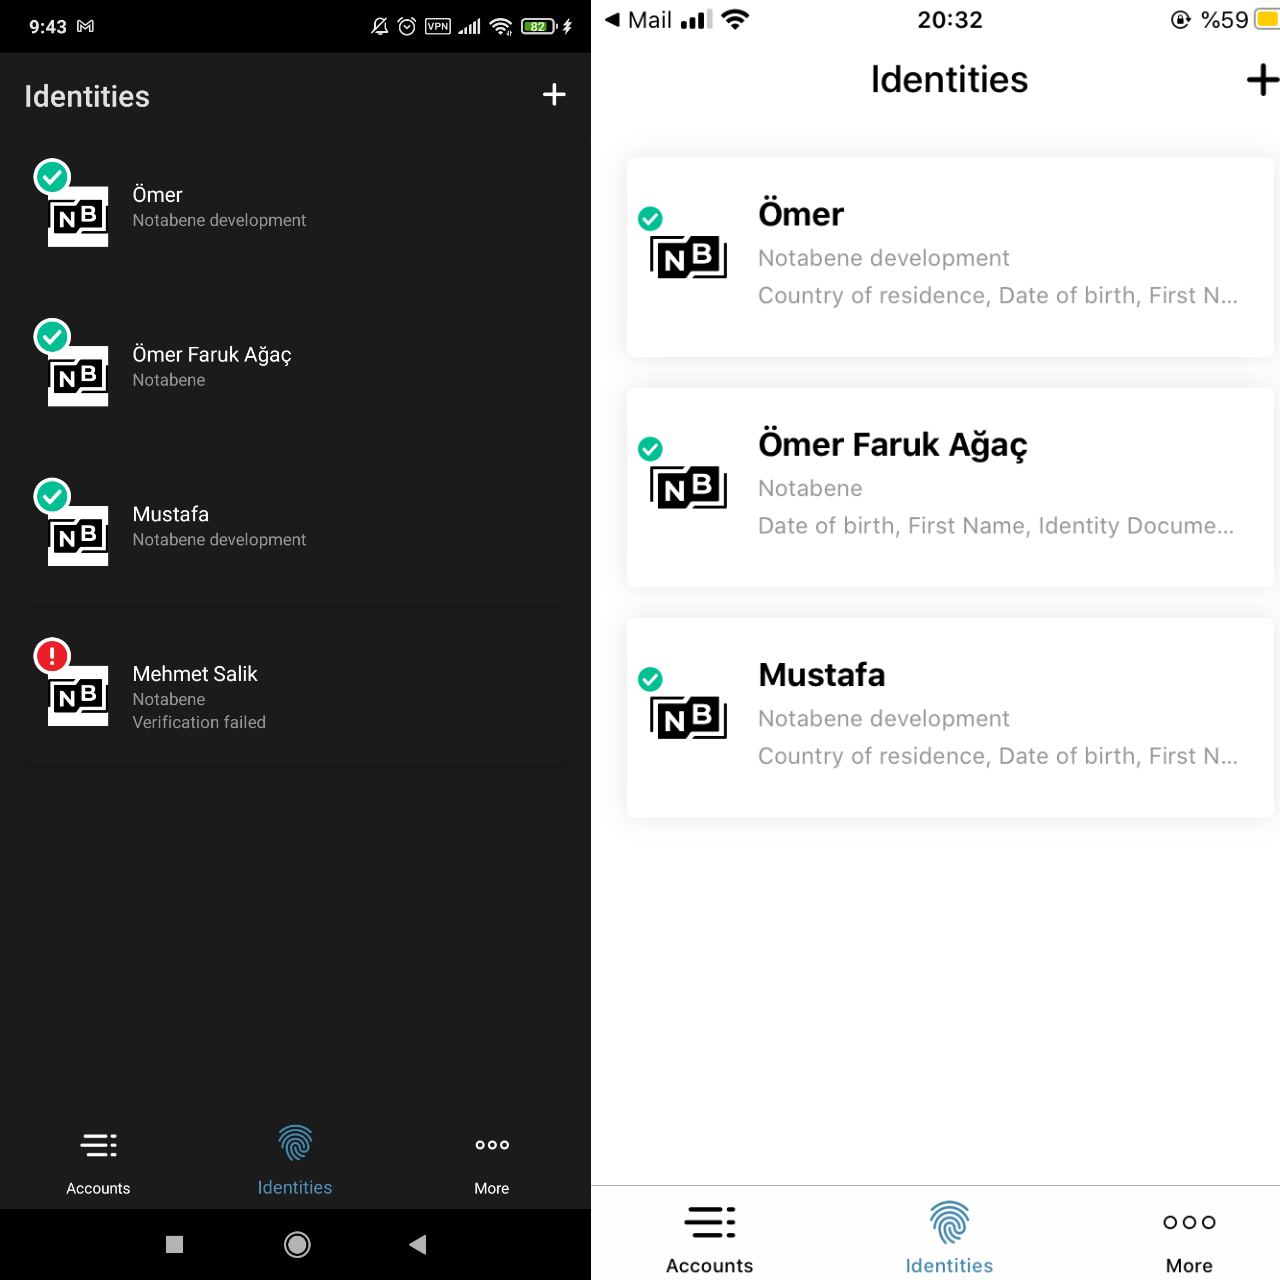 9:43
VPN
82
Identities
NB
Ömer
Notabene development
NB
Ömer Faruk Ağaç
Notabene
NB
Mustafa
Notabene development
NB
Mehmet Salik
Notabene
Verification failed
Accounts
Identities
More
Mail
20:32
%59
Identities
NB
Ömer
Notabene development
Country of residence, Date of birth, First N...
NB
Ömer Faruk Ağaç
Notabene
Date of birth, First Name, Identity Docume...
NB
Mustafa
Notabene development
Country of residence, Date of birth, First N...
Accounts
Identities
More